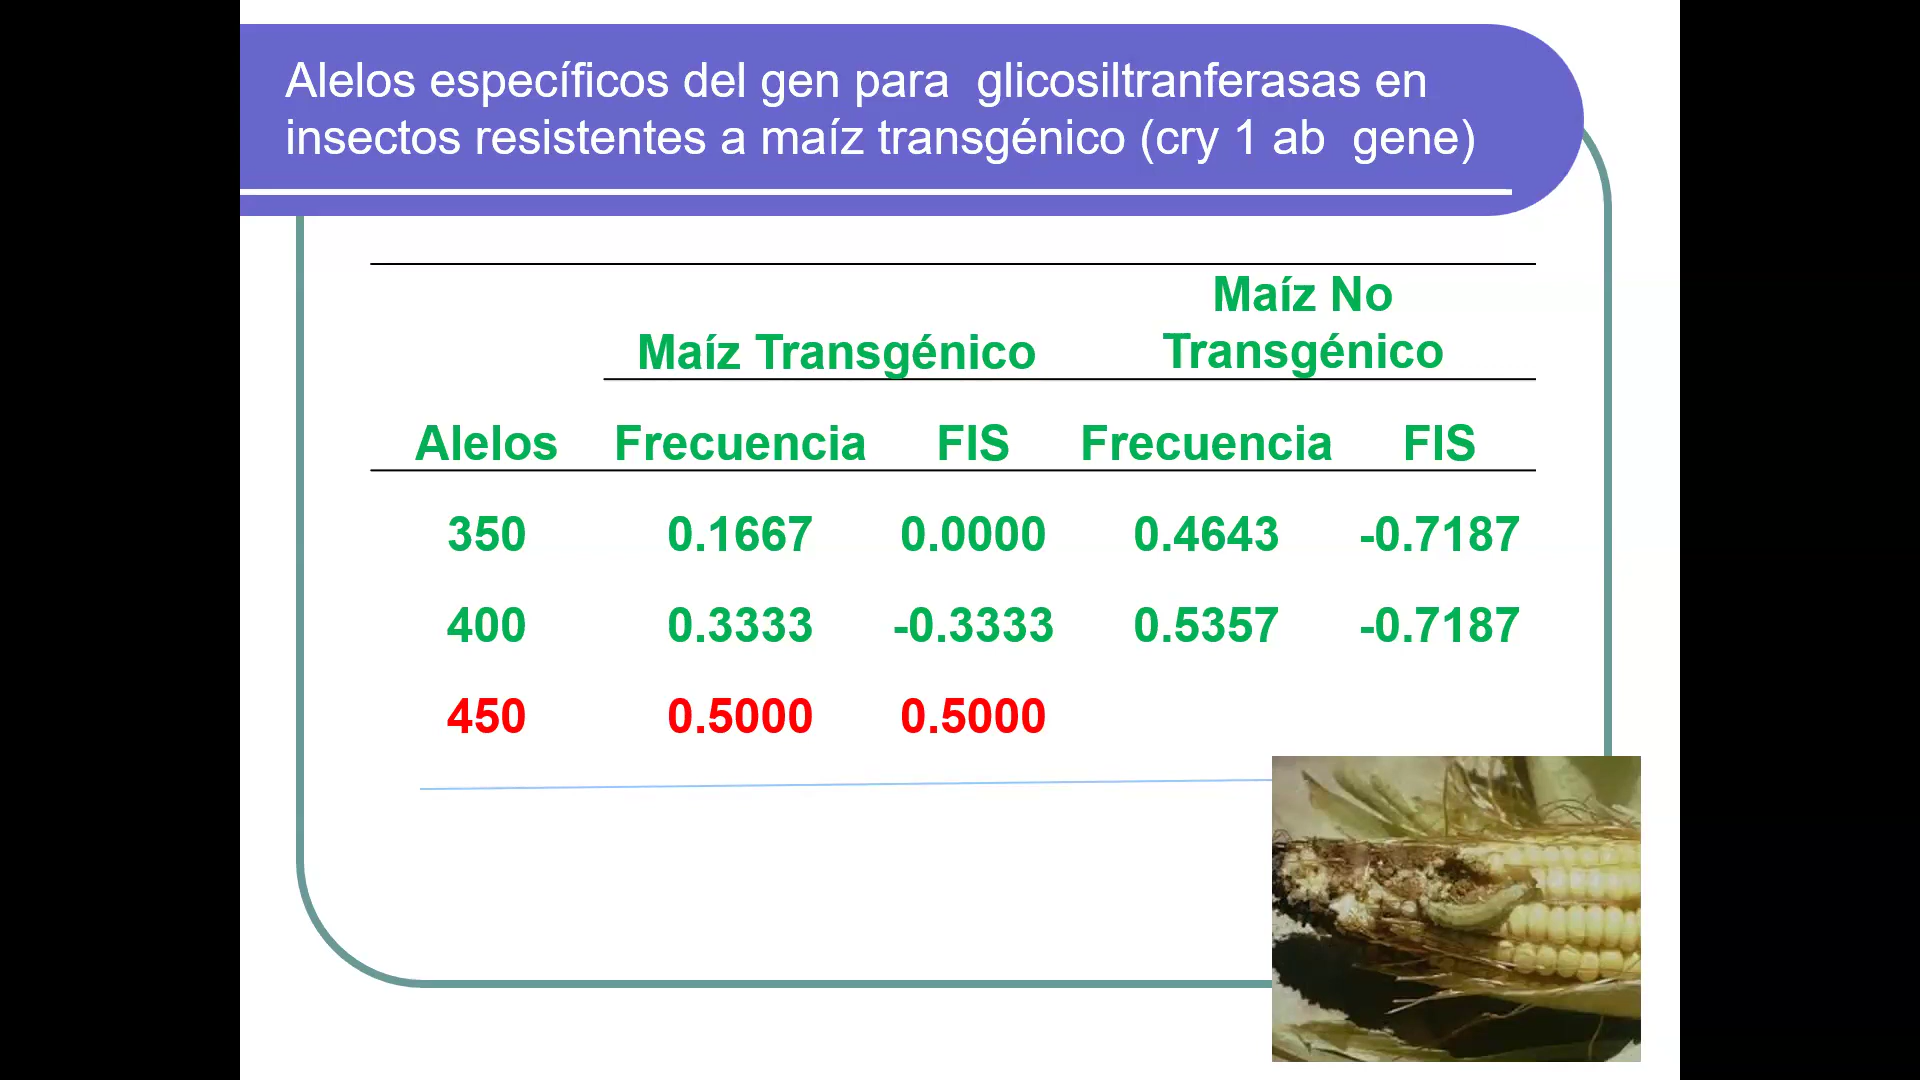 Alelos específicos del gen para glicosiltranferasas en
insectos resistentes a maíz transgénico (cry 1 ab gene)
Maíz Transgénico
Maíz No
Transgénico
Alelos Frecuencia FIS Frecuencia FIS
350 0.1667 0.0000 0.4643 -0.7187
400 0.3333 -0.3333 0.5357 -0.7187
450 0.5000 0.5000